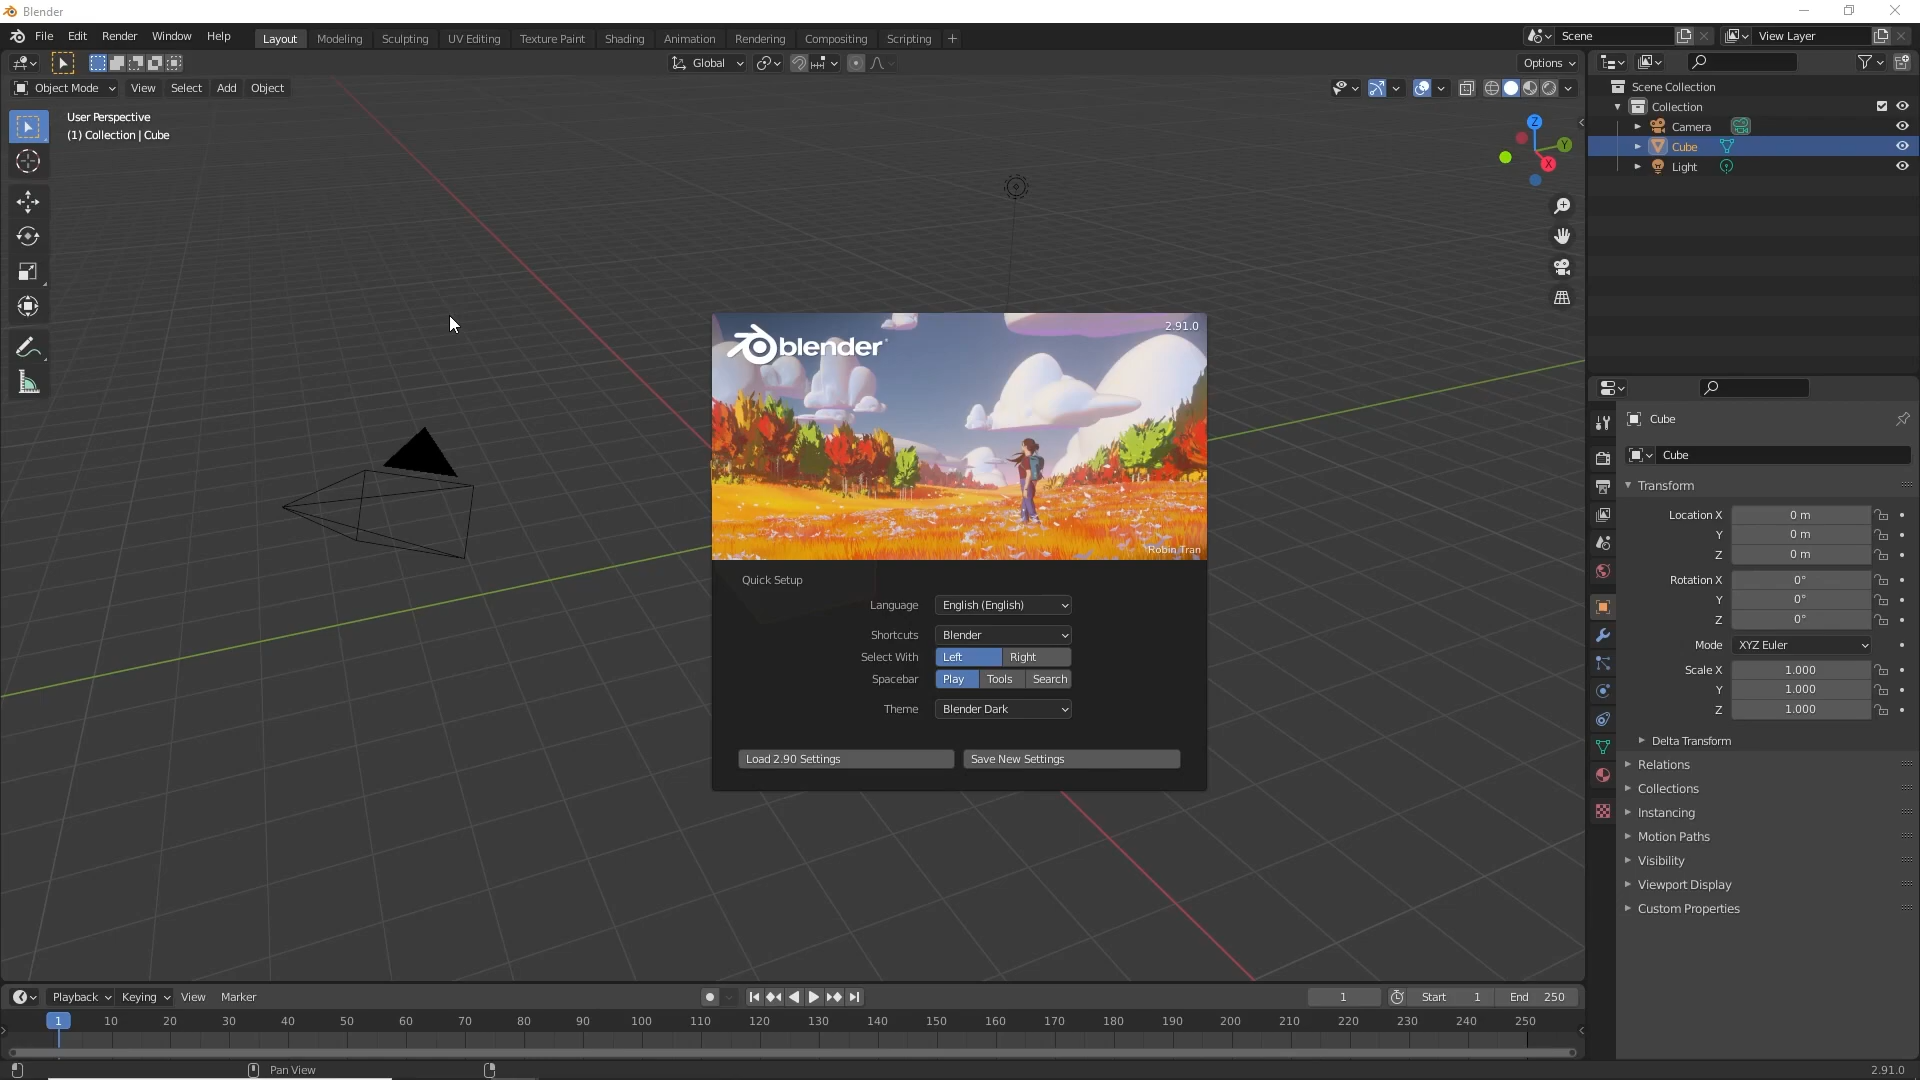 Blender
File Edit Render Window Help
Layout Modeling Sculpting UV Editing Texture Paint Shading Animation Rendering Compositing Scripting +
Scene
View Layer
Global
Options
Object Mode View Select Add Object
User Perspective
(1) Collection | Cube
Z
Y
X
Scene Collection
Collection
Camera
Cube
Light
blender
2.91.0
Robin Tran
Quick Setup
Language English (English)
Shortcuts Blender
Select With Left Right
Spacebar Play Tools Search
Theme Blender Dark
Load 2.90 Settings Save New Settings
Cube
Cube
Transform
Location X 0 m
Y 0 m
Z 0 m
Rotation X 0°
Y 0°
Z 0°
Mode XYZ Euler
Scale X 1.000
Y 1.000
Z 1.000
Delta Transform
Relations
Collections
Instancing
Motion Paths
Visibility
Viewport Display
Custom Properties
Playback Keying View Marker
1 Start 1 End 250
1 10 20 30 40 50 60 70 80 90 100 110 120 130 140 150 160 170 180 190 200 210 220 230 240 250
Pan View
2.91.0